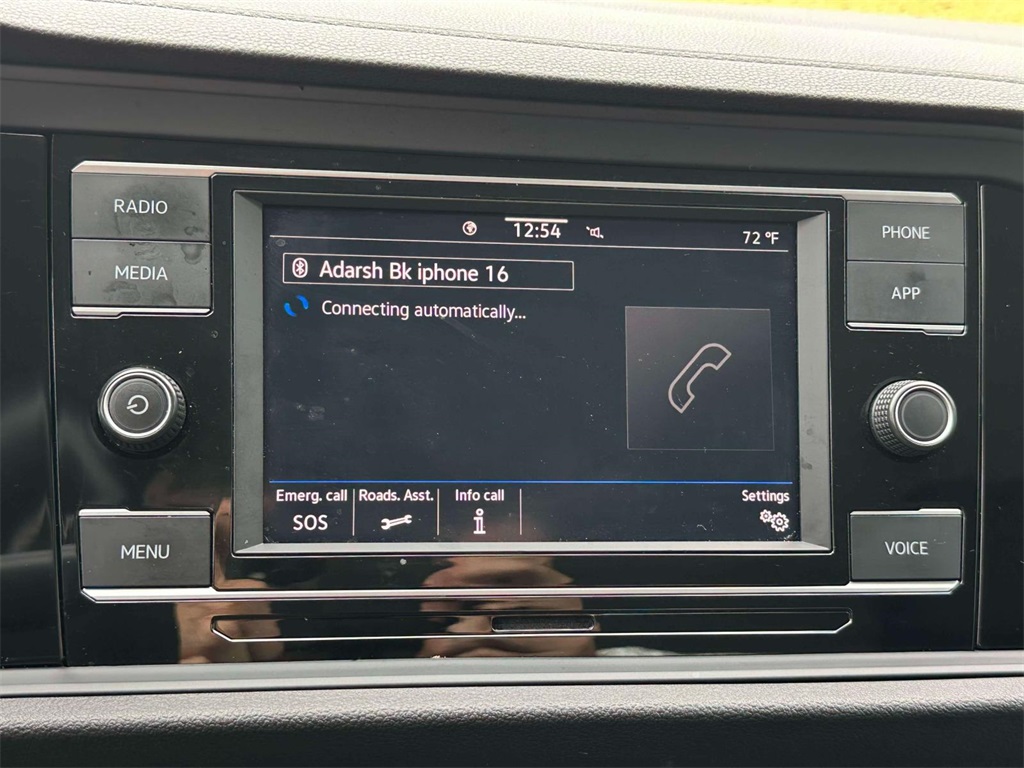 RADIO
MEDIA
MENU
12:54
72 °F
Adarsh Bk iphone 16
Connecting automatically...
Emerg. call
SOS
Roads. Asst.
Info call
Settings
PHONE
APP
VOICE